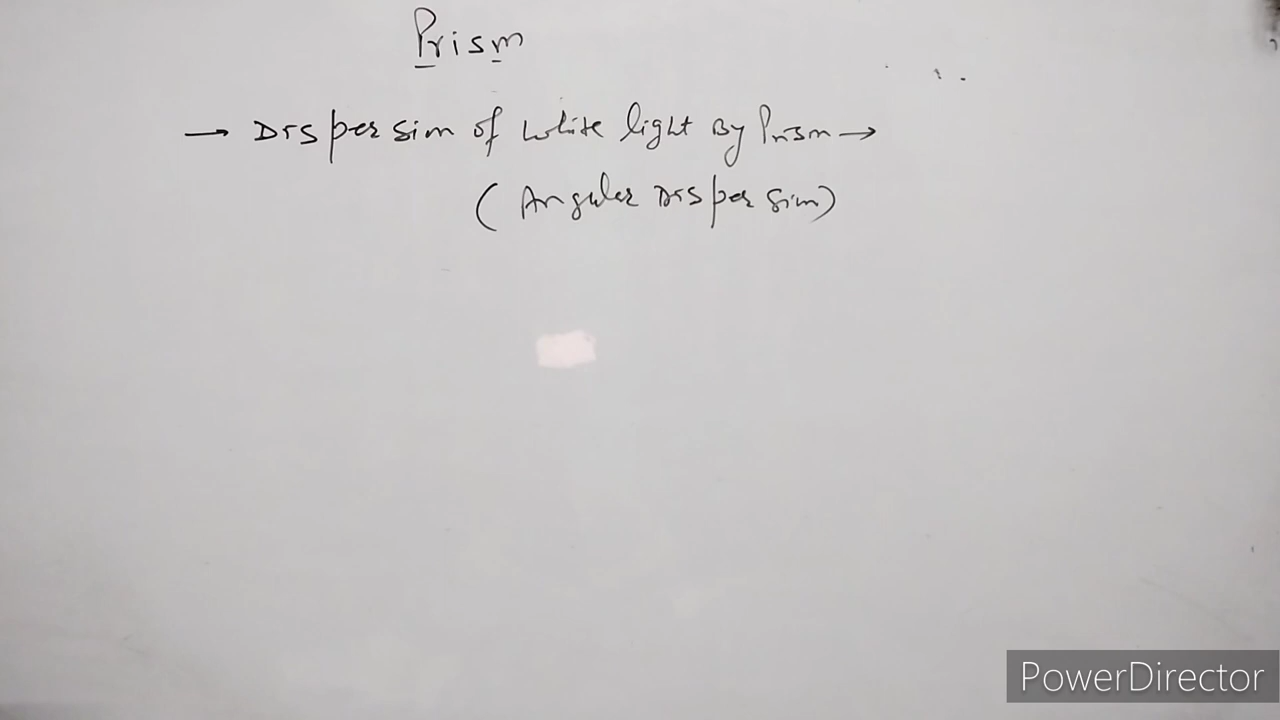 Prism
→ Dispersion of white light By Prism →
(Angular Dispersion)
PowerDirector